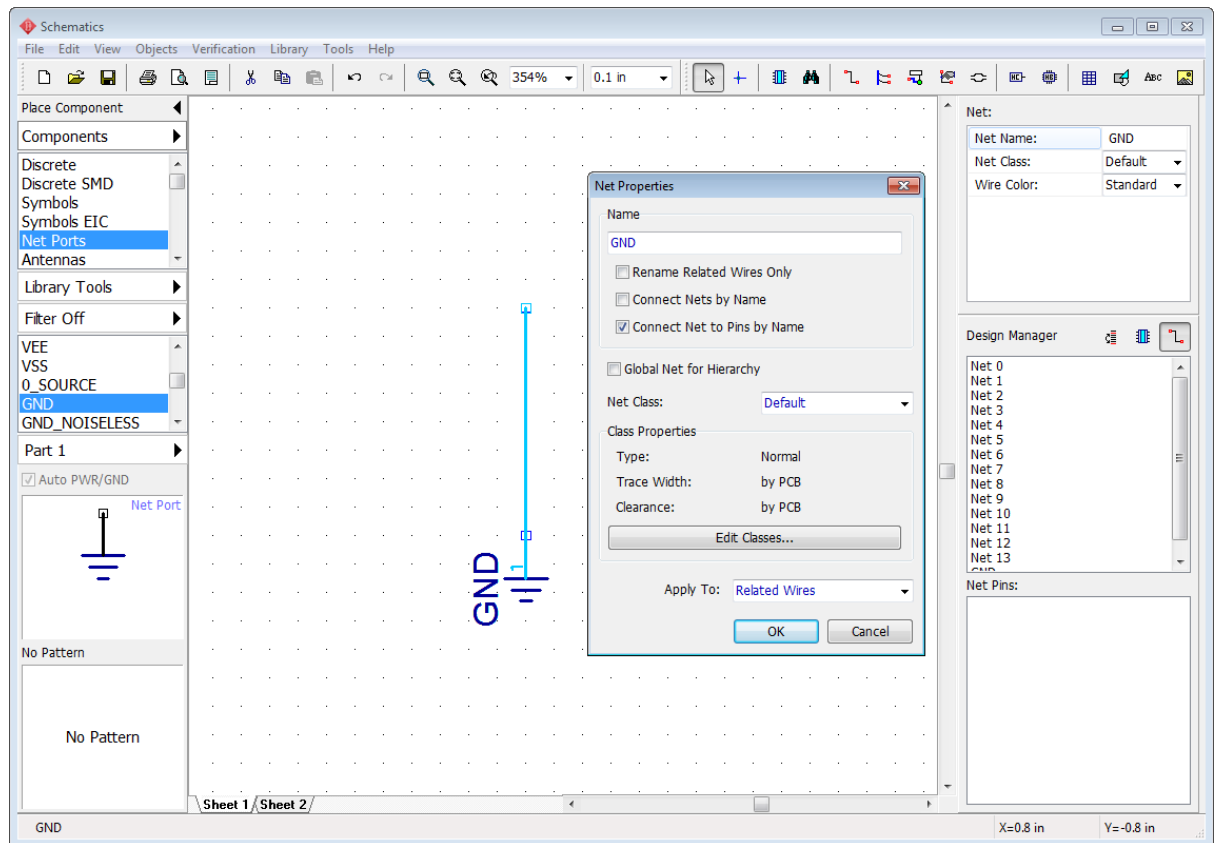 Schematics
File Edit View Objects Verification Library Tools Help
354% 0.1 in ABC
Place Component
Components
Discrete
Discrete SMD
Symbols
Symbols EIC
Net Ports
Antennas
Library Tools
Filter Off
VEE
VSS
0_SOURCE
GND
GND_NOISELESS
Part 1
Auto PWR/GND
Net Port
No Pattern
No Pattern
GND
1
Sheet 1 Sheet 2
Net Properties
Name
GND
Rename Related Wires Only
Connect Nets by Name
Connect Net to Pins by Name
Global Net for Hierarchy
Net Class: Default
Class Properties
Type: Normal
Trace Width: by PCB
Clearance: by PCB
Edit Classes...
Apply To: Related Wires
OK Cancel
Net:
Net Name: GND
Net Class: Default
Wire Color: Standard
Design Manager
Net 0
Net 1
Net 2
Net 3
Net 4
Net 5
Net 6
Net 7
Net 8
Net 9
Net 10
Net 11
Net 12
Net 13
Net Pins:
GND X=0.8 in Y=-0.8 in